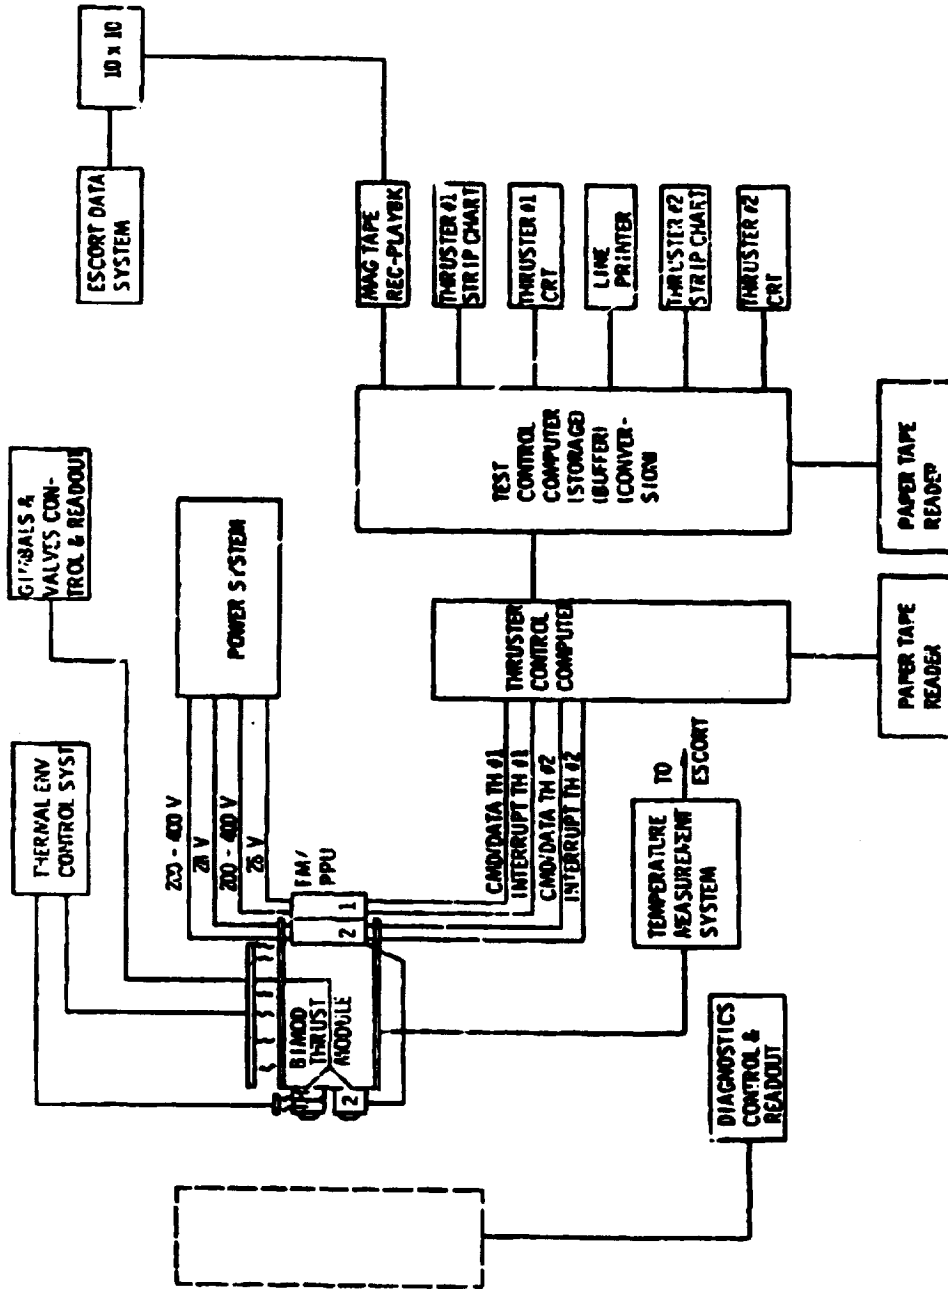 ESCORT DATA
SYSTEM
10 x 10
GIMBALS &
VALVES CON-
TROL & READOUT
THERMAL ENV
CONTROL SYST
POWER SYSTEM
200 - 400 V
28 V
200 - 400 V
28 V
FM/
PPU
1
2
BIMOD
THRUST
MODULE
2
MAG TAPE
REC-PLAYBK
THRUSTER #1
STRIP CHART
THRUSTER #1
CRT
LINE
PRINTER
THRUSTER #2
STRIP CHART
THRUSTER #2
CRT
TEST
CONTROL
COMPUTER
(STORAGE)
(BUFFER)
(CONVER-
SION)
THRUSTER
CONTROL
COMPUTER
CMD/DATA TH #1
INTERRUPT TH #1
CMD/DATA TH #2
INTERRUPT TH #2
TO
ESCORT
TEMPERATURE
MEASUREMENT
SYSTEM
DIAGNOSTICS
CONTROL &
READOUT
PAPER TAPE
READER
PAPER TAPE
READER